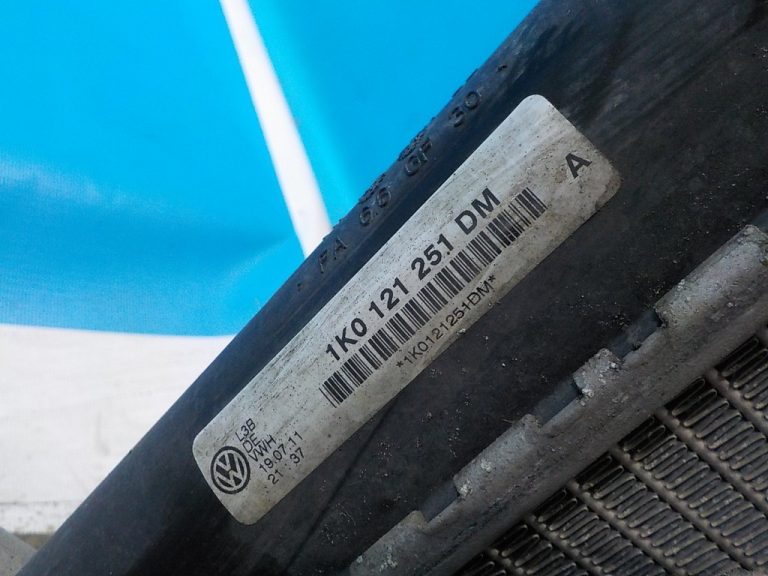 FA 66 GF 30
1K0 121 251 DM
A
*1K0121251DM*
L3B
DE
VWH
19.07.11
21 37